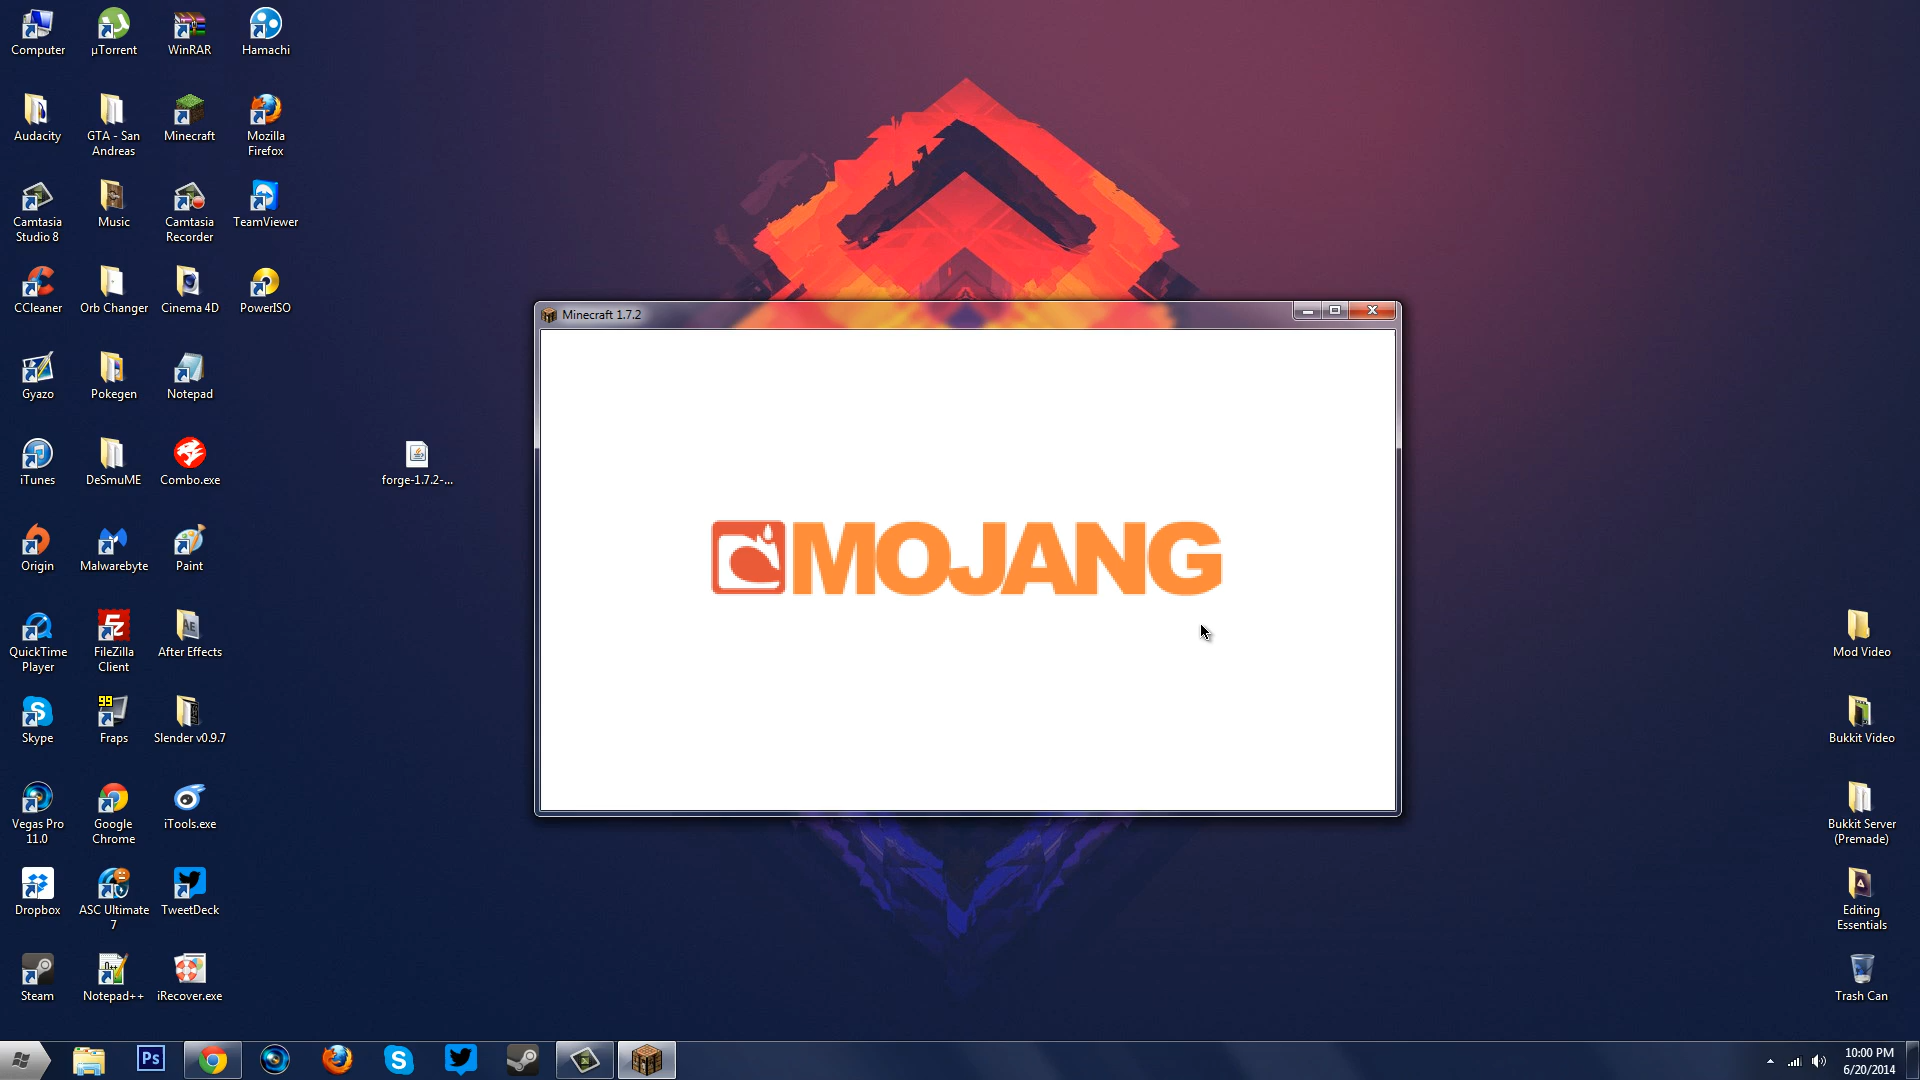 Computer
µTorrent
WinRAR
Hamachi
Audacity
GTA - San
Andreas
Minecraft
Mozilla
Firefox
Camtasia
Studio 8
Music
Camtasia
Recorder
TeamViewer
CCleaner
Orb Changer
Cinema 4D
PowerISO
Gyazo
Pokegen
Notepad
iTunes
DeSmuME
Combo.exe
forge-1.7.2-...
Origin
Malwarebyte
Paint
QuickTime
Player
FileZilla
Client
AE
After Effects
Skype
99
Fraps
Slender v0.9.7
Vegas Pro
11.0
Google
Chrome
iTools.exe
Dropbox
ASC Ultimate
7
TweetDeck
Steam
Notepad++
iRecover.exe
Minecraft 1.7.2
MOJANG
Mod Video
Bukkit Video
Bukkit Server
(Premade)
Editing
Essentials
Trash Can
Ps
10:00 PM
6/20/2014